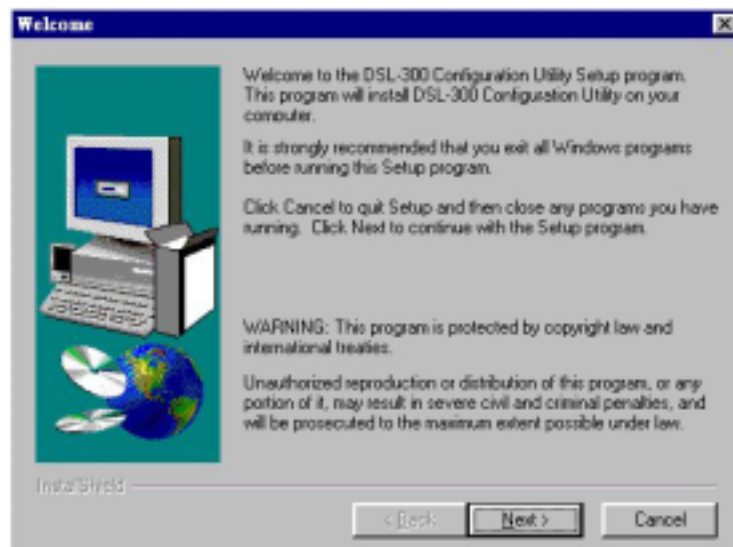 Welcome
Welcome to the DSL-300 Configuration Utility Setup program.
This program will install DSL-300 Configuration Utility on your
computer.
It is strongly recommended that you exit all Windows programs
before running this Setup program.
Click Cancel to quit Setup and then close any programs you have
running. Click Next to continue with the Setup program.
WARNING: This program is protected by copyright law and
international treaties.
Unauthorized reproduction or distribution of this program, or any
portion of it, may result in severe civil and criminal penalties, and
will be prosecuted to the maximum extent possible under law.
InstallShield
< Back
Next >
Cancel